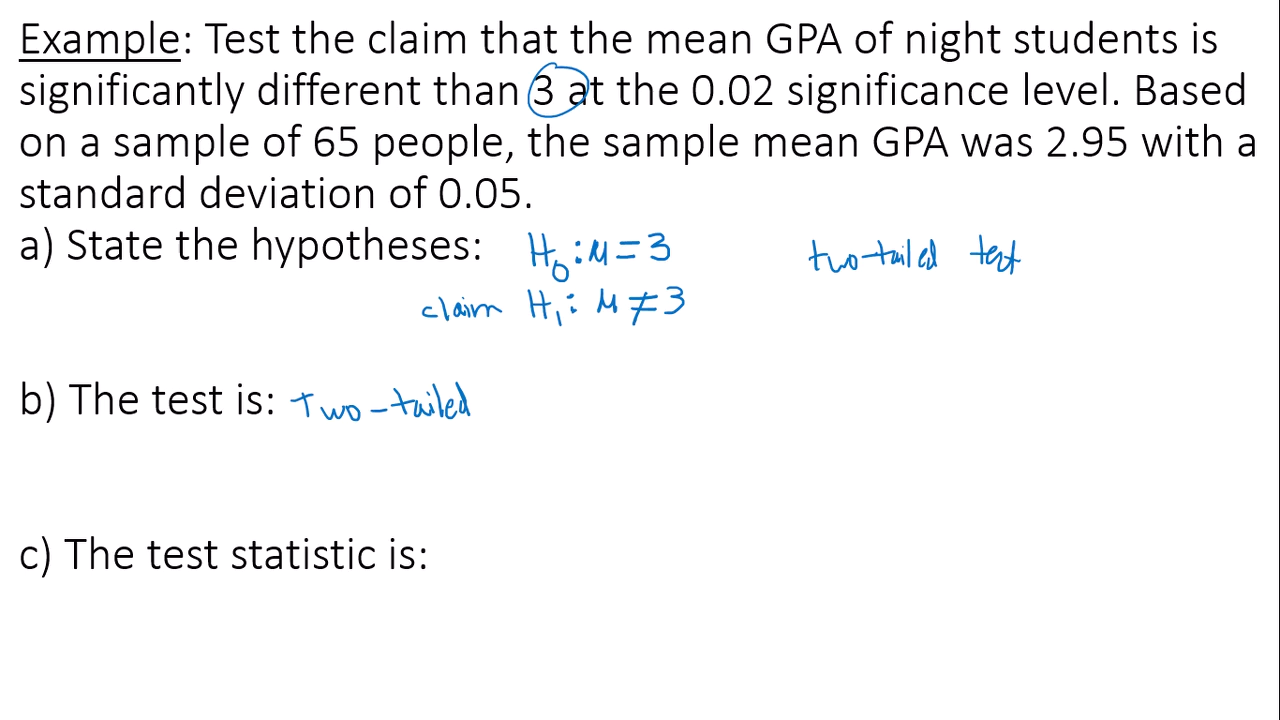 Example: Test the claim that the mean GPA of night students is
significantly different than 3 at the 0.02 significance level. Based
on a sample of 65 people, the sample mean GPA was 2.95 with a
standard deviation of 0.05.
a) State the hypotheses: H₀: μ = 3 two-tailed test
claim H₁: μ ≠ 3
b) The test is: Two-tailed
c) The test statistic is: